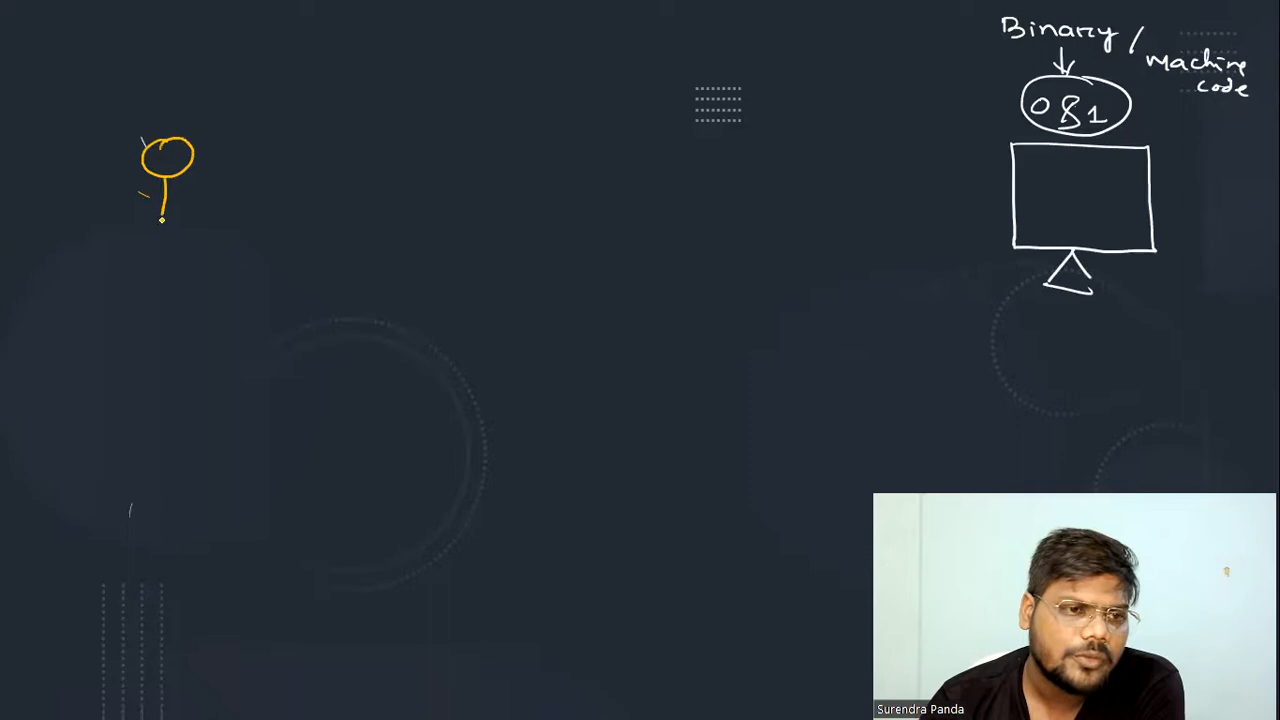 Binary /
Machine
code
0 & 1
Surendra Panda